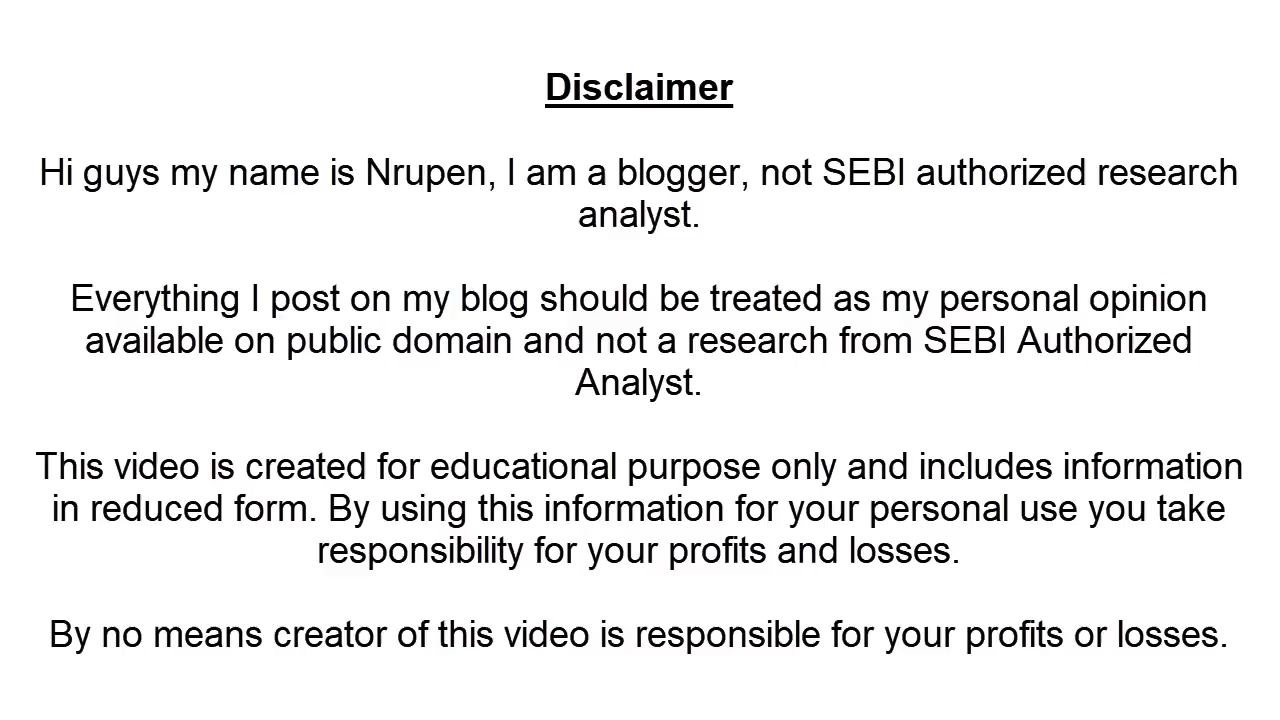 Disclaimer
Hi guys my name is Nrupen, I am a blogger, not SEBI authorized research
analyst.
Everything I post on my blog should be treated as my personal opinion
available on public domain and not a research from SEBI Authorized
Analyst.
This video is created for educational purpose only and includes information
in reduced form. By using this information for your personal use you take
responsibility for your profits and losses.
By no means creator of this video is responsible for your profits or losses.